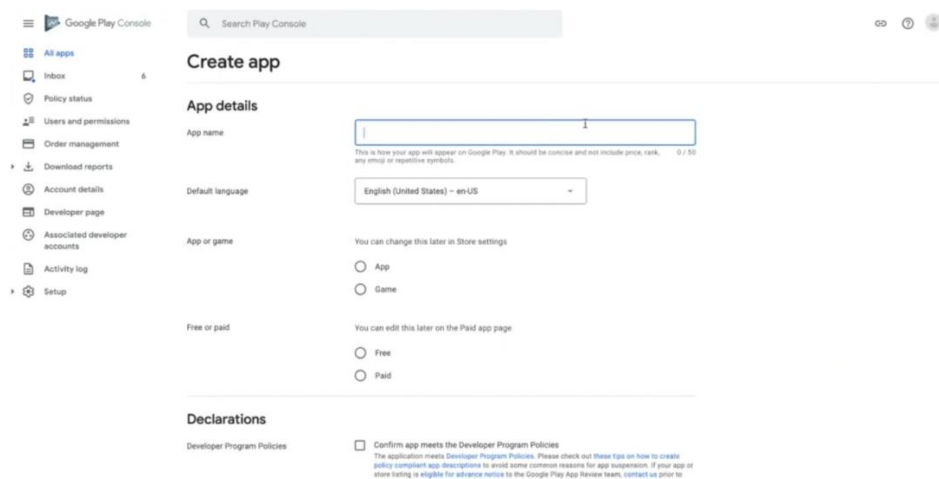 Google Play Console
Search Play Console
All apps
Inbox 6
Policy status
Users and permissions
Order management
Download reports
Account details
Developer page
Associated developer
accounts
Activity log
Setup
Create app
App details
App name
This is how your app will appear on Google Play. It should be concise and not include price, rank, 0 / 50
any emoji or repetitive symbols.
Default language
English (United States) – en-US
App or game
You can change this later in Store settings
App
Game
Free or paid
You can edit this later on the Paid app page
Free
Paid
Declarations
Developer Program Policies
Confirm app meets the Developer Program Policies
The application meets Developer Program Policies. Please check out these tips on how to create
policy compliant app descriptions to avoid some common reasons for app suspension. If your app or
store listing is eligible for advance notice to the Google Play App Review team, contact us prior to